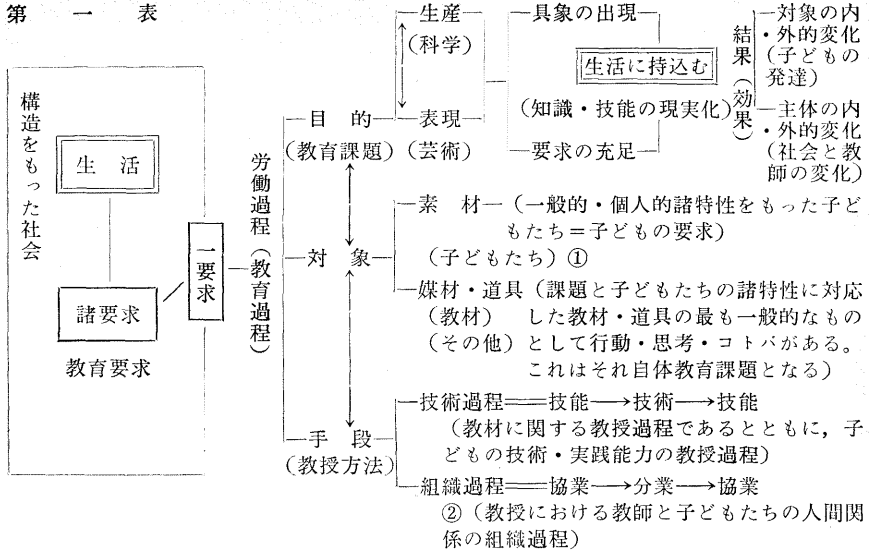 第一表
構造をもった社会
生活
諸要求
教育要求
一要求
労働過程（教育過程）
目的
（教育課題）
生産
（科学）
表現
（芸術）
具象の出現
生活に持込む
（知識・技能の現実化）
要求の充足
結果（効果）
対象の内
・外的変化
（子どもの
発達）
主体の内
・外的変化
（社会と教
師の変化）
対象
（子どもたち）①
素材―（一般的・個人的諸特性をもった子ど
もたち＝子どもの要求）
媒材・道具（課題と子どもたちの諸特性に対応
（教材）　した教材・道具の最も一般的なもの
（その他）として行動・思考・コトバがある。
これはそれ自体教育課題となる）
手段
（教授方法）
技術過程＝＝技能→技術→技能
（教材に関する教授過程であるとともに，子
どもの技術・実践能力の教授過程）
組織過程＝＝協業→分業→協業
②（教授における教師と子どもたちの人間関
係の組織過程）